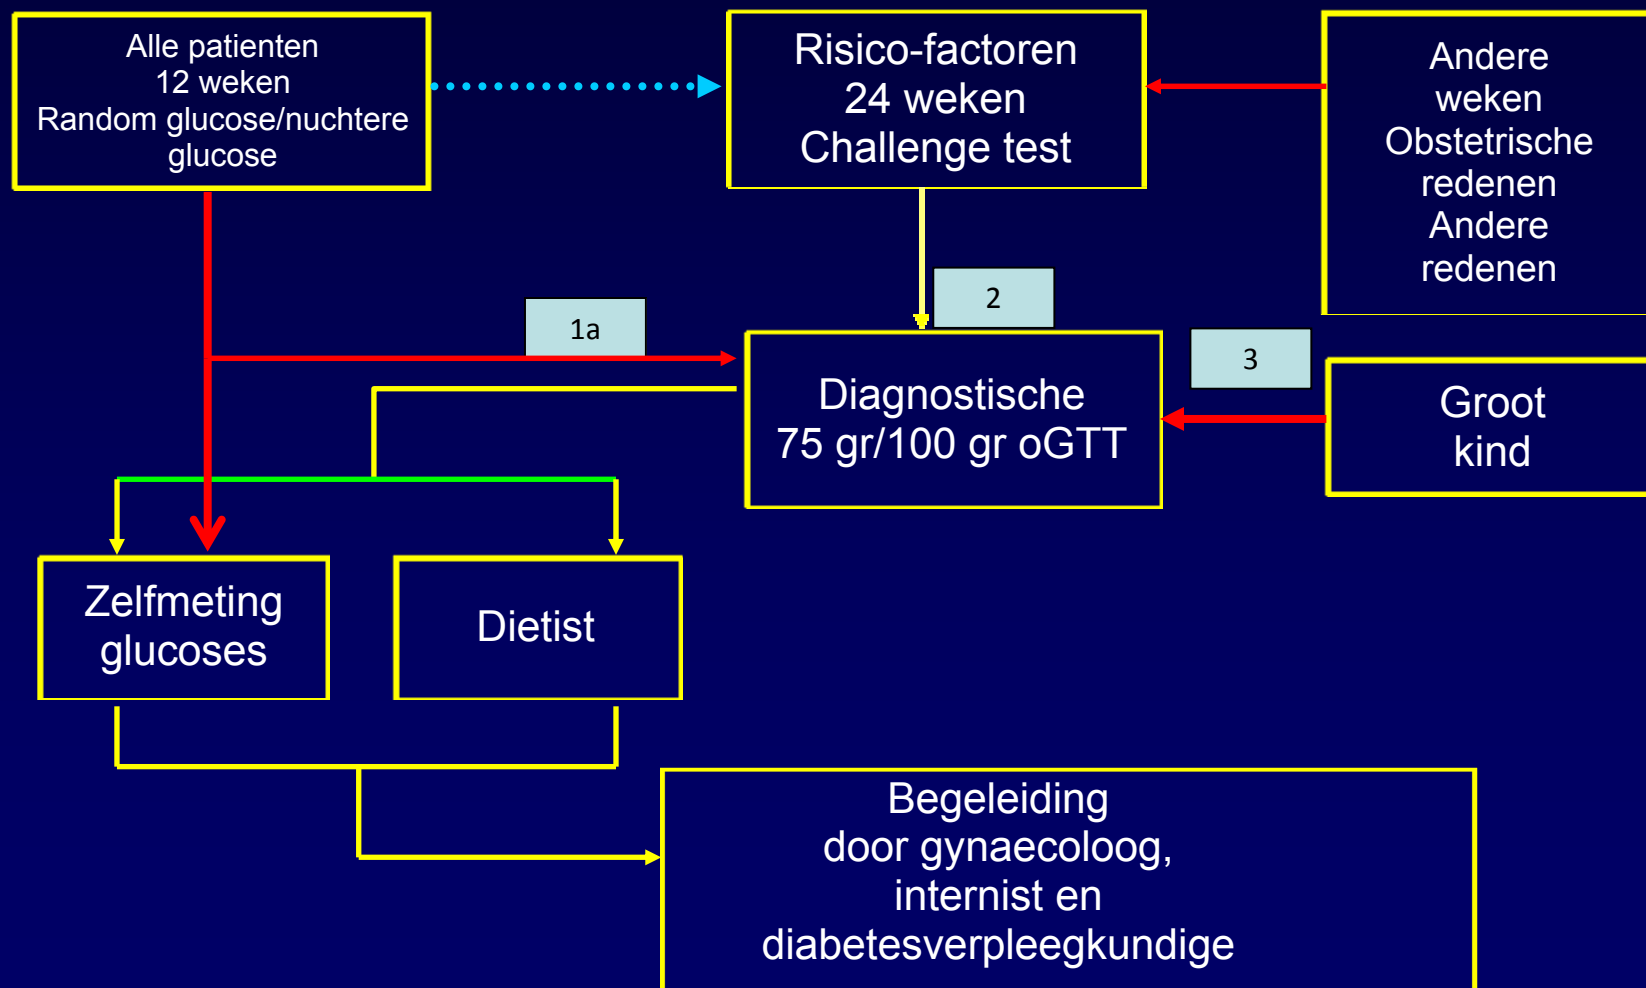 Alle patienten
12 weken
Random glucose/nuchtere
glucose
Risico-factoren
24 weken
Challenge test
Andere
weken
Obstetrische
redenen
Andere
redenen
1a
2
3
Diagnostische
75 gr/100 gr oGTT
Groot
kind
Zelfmeting
glucoses
Dietist
Begeleiding
door gynaecoloog,
internist en
diabetesverpleegkundige